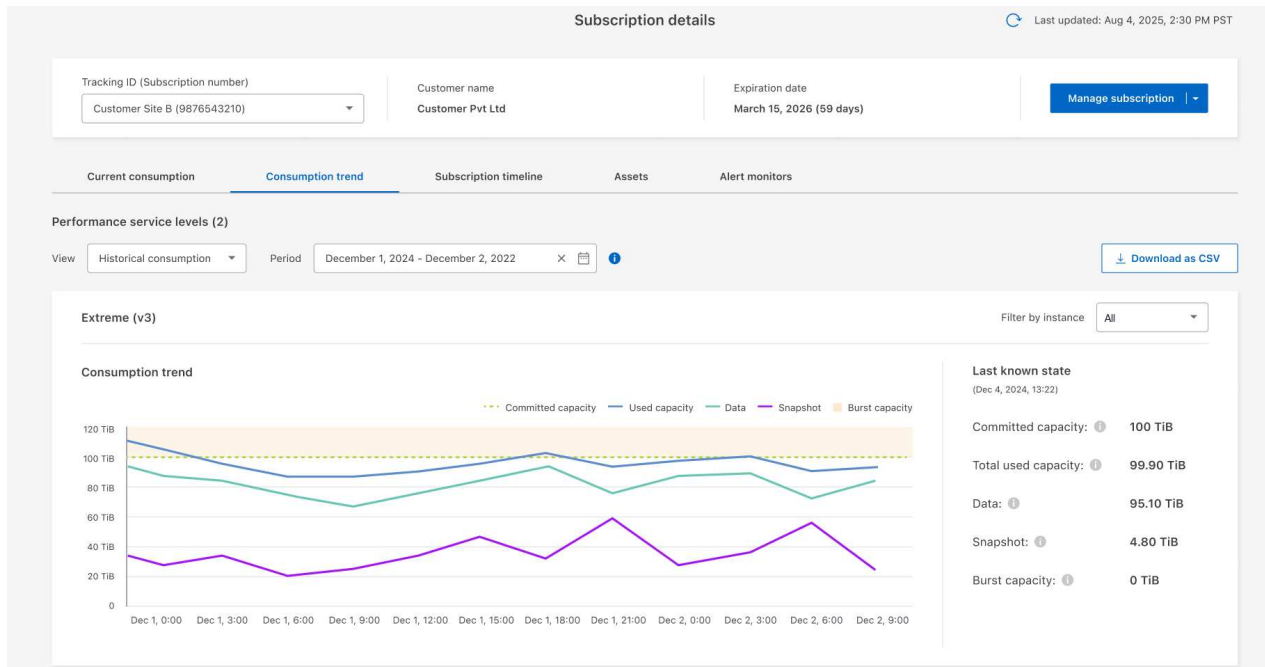 Subscription details
Last updated: Aug 4, 2025, 2:30 PM PST
Tracking ID (Subscription number)
Customer Site B (9876543210)
Customer name
Customer Pvt Ltd
Expiration date
March 15, 2026 (59 days)
Manage subscription
Current consumption
Consumption trend
Subscription timeline
Assets
Alert monitors
Performance service levels (2)
View
Historical consumption
Period
December 1, 2024 - December 2, 2022
Download as CSV
Extreme (v3)
Filter by instance
All
Consumption trend
Committed capacity
Used capacity
Data
Snapshot
Burst capacity
120 TiB
100 TiB
80 TiB
60 TiB
40 TiB
20 TiB
0
Dec 1, 0:00
Dec 1, 3:00
Dec 1, 6:00
Dec 1, 9:00
Dec 1, 12:00
Dec 1, 15:00
Dec 1, 18:00
Dec 1, 21:00
Dec 2, 0:00
Dec 2, 3:00
Dec 2, 6:00
Dec 2, 9:00
Last known state
(Dec 4, 2024, 13:22)
Committed capacity: 100 TiB
Total used capacity: 99.90 TiB
Data: 95.10 TiB
Snapshot: 4.80 TiB
Burst capacity: 0 TiB